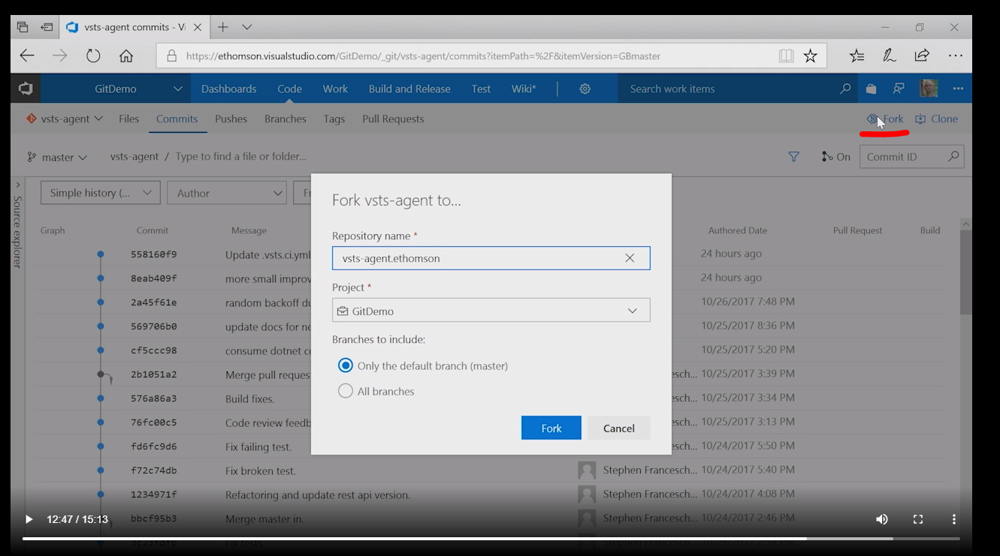 vsts-agent commits - Vi
https://ethomson.visualstudio.com/GitDemo/_git/vsts-agent/commits?itemPath=%2F&itemVersion=GBmaster
GitDemo Dashboards Code Work Build and Release Test Wiki* Search work items
vsts-agent Files Commits Pushes Branches Tags Pull Requests Fork Clone
master vsts-agent / Type to find a file or folder... On Commit ID
Source explorer
Simple history (... Author Fr
Graph Commit Message Authored Date Pull Request Build
558160f9 Update .vsts.ci.yml 24 hours ago
8eab409f more small improv 24 hours ago
2a45f61e random backoff du 10/26/2017 7:48 PM
569706b0 update docs for ne 10/25/2017 8:36 PM
cf5ccc98 consume dotnet co 10/25/2017 5:20 PM
2b1051a2 Merge pull reques esch... 10/25/2017 3:39 PM
576a86a3 Build fixes. esch... 10/25/2017 3:34 PM
76fc00c5 Code review feedb esch... 10/25/2017 3:13 PM
fd6fc9d6 Fix failing test. esch... 10/24/2017 5:50 PM
f72c74db Fix broken test. Stephen Francesch... 10/24/2017 5:40 PM
1234971f Refactoring and update rest api version. Stephen Francesch... 10/24/2017 4:08 PM
bbcf95b3 Merge master in. Stephen Francesch... 10/24/2017 2:46 PM
Fix tests.
Fork vsts-agent to...
Repository name *
vsts-agent.ethomson
Project *
GitDemo
Branches to include:
Only the default branch (master)
All branches
Fork Cancel
12:47 / 15:13